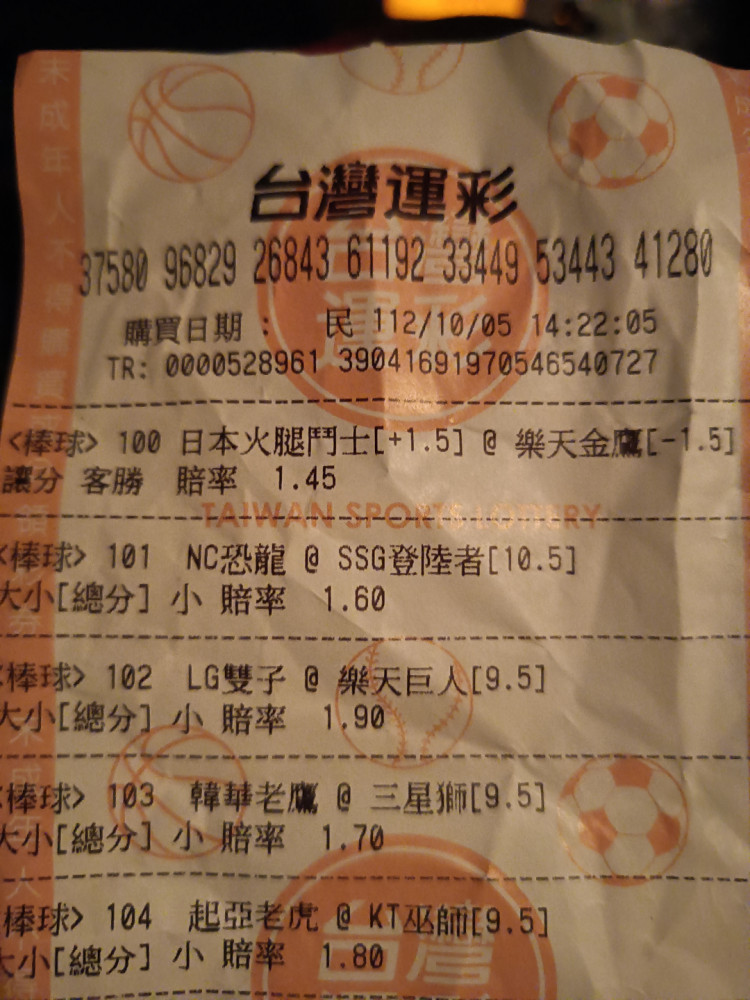 台灣運彩
37580 96829 26843 61192 33449 53443 41280
購買日期 : 民 112/10/05 14:22:05
TR: 0000528961 39041691970546540727
<棒球> 100 日本火腿鬥士[+1.5] @ 樂天金鷹[-1.5]
讓分 客勝 賠率 1.45
TAIWAN SPORTS LOTTERY
<棒球> 101 NC恐龍 @ SSG登陸者[10.5]
大小[總分] 小 賠率 1.60
<棒球> 102 LG雙子 @ 樂天巨人[9.5]
大小[總分] 小 賠率 1.90
<棒球> 103 韓華老鷹 @ 三星獅[9.5]
大小[總分] 小 賠率 1.70
棒球> 104 起亞老虎 @ KT巫師[9.5]
大小[總分] 小 賠率 1.80
台灣